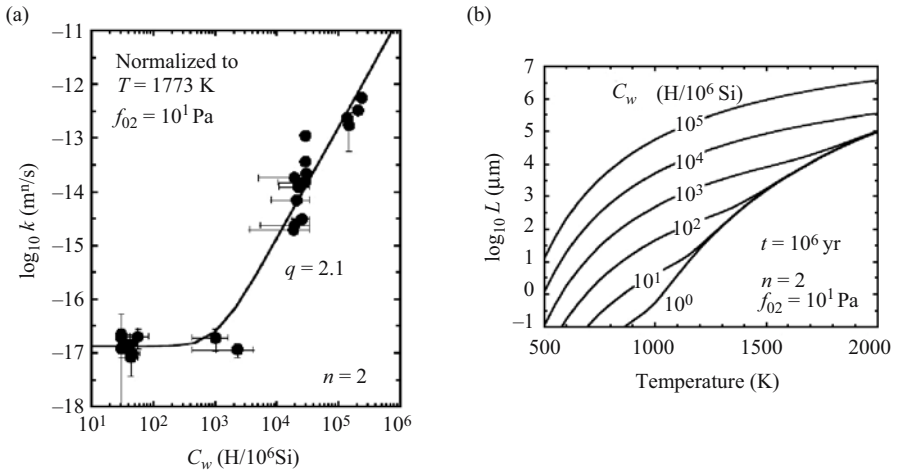 (a)
−11
−12
−13
−14
−15
−16
−17
−18
log₁₀ k (mⁿ/s)
Normalized to
T = 1773 K
f₀₂ = 10¹ Pa
q = 2.1
n = 2
10¹ 10² 10³ 10⁴ 10⁵ 10⁶
C_w (H/10⁶Si)
(b)
7
6
5
4
3
2
1
0
−1
log₁₀ L (μm)
C_w (H/10⁶ Si)
10⁵
10⁴
10³
10²
10¹
10⁰
t = 10⁶ yr
n = 2
f₀₂ = 10¹ Pa
500 1000 1500 2000
Temperature (K)